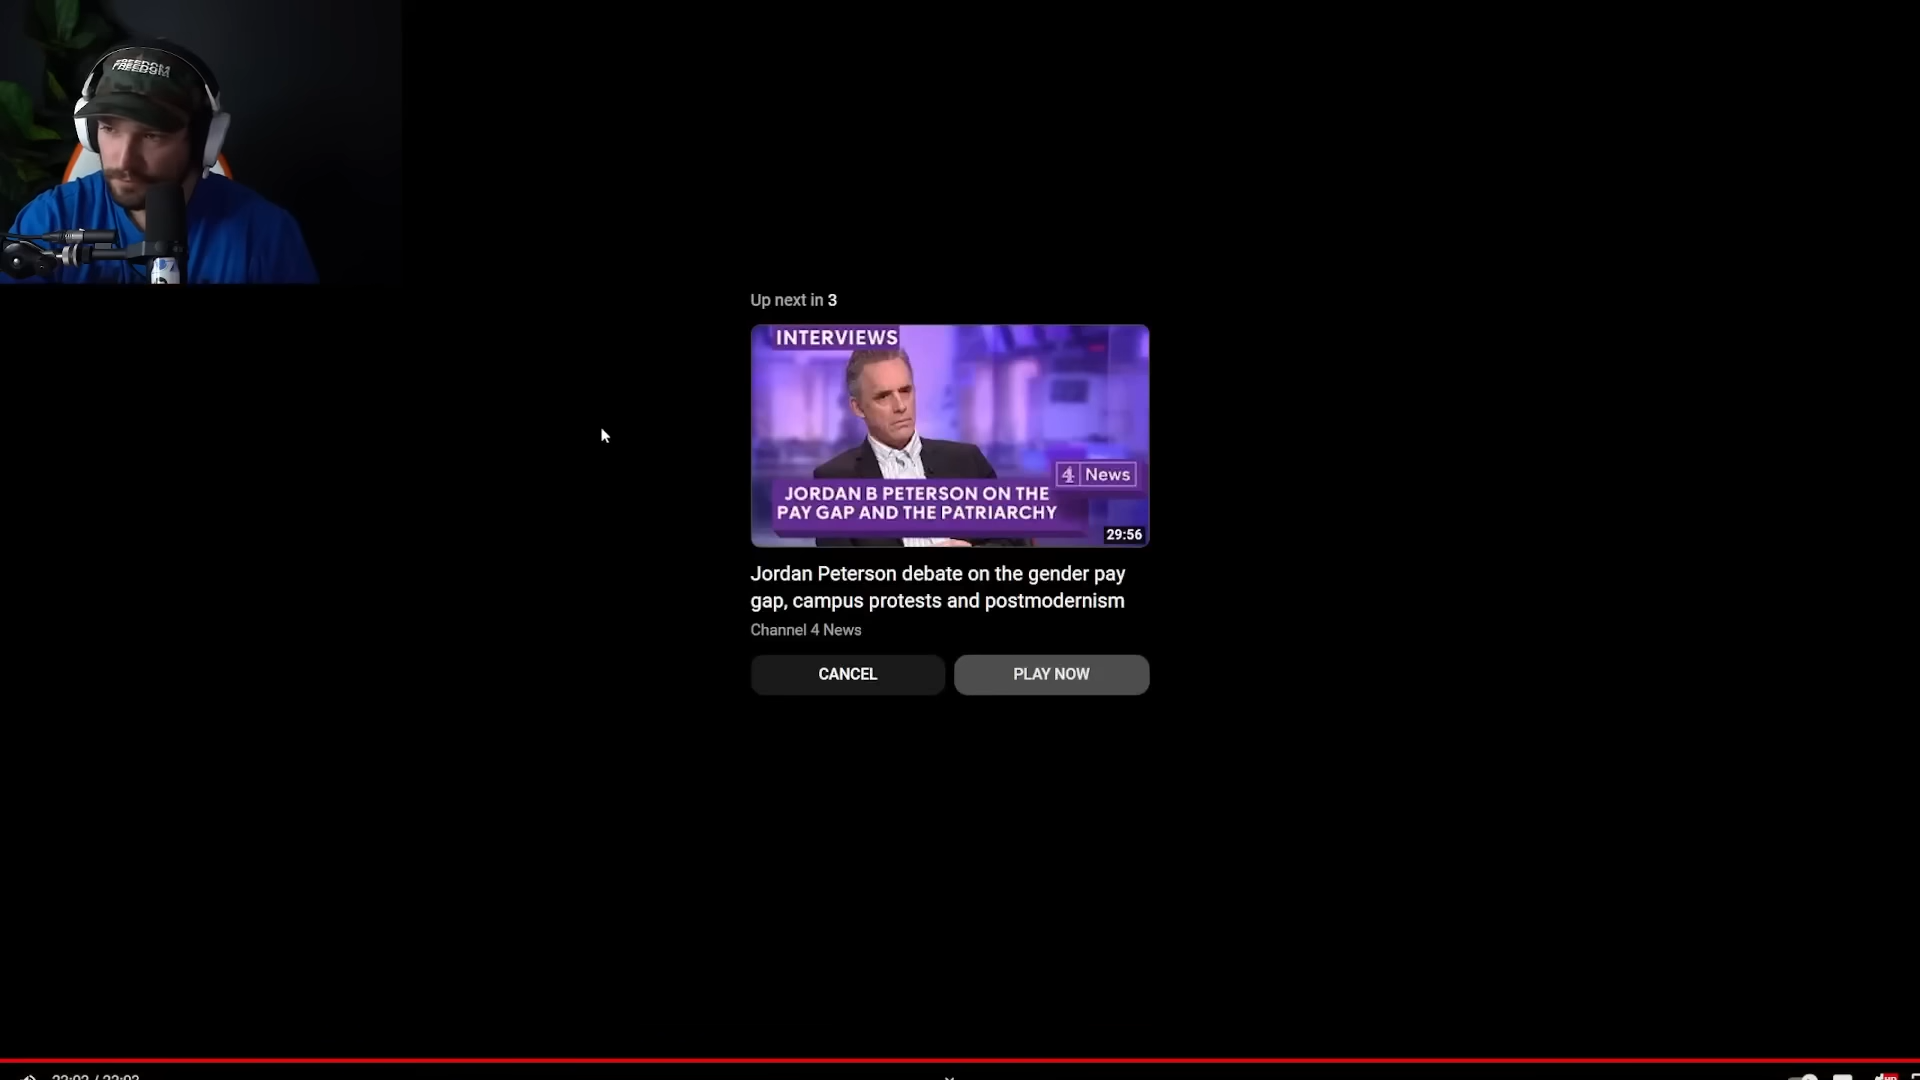 FREEDOM
FREEDOM
Up next in 3
INTERVIEWS
4 News
JORDAN B PETERSON ON THE
PAY GAP AND THE PATRIARCHY
29:56
Jordan Peterson debate on the gender pay
gap, campus protests and postmodernism
Channel 4 News
CANCEL
PLAY NOW